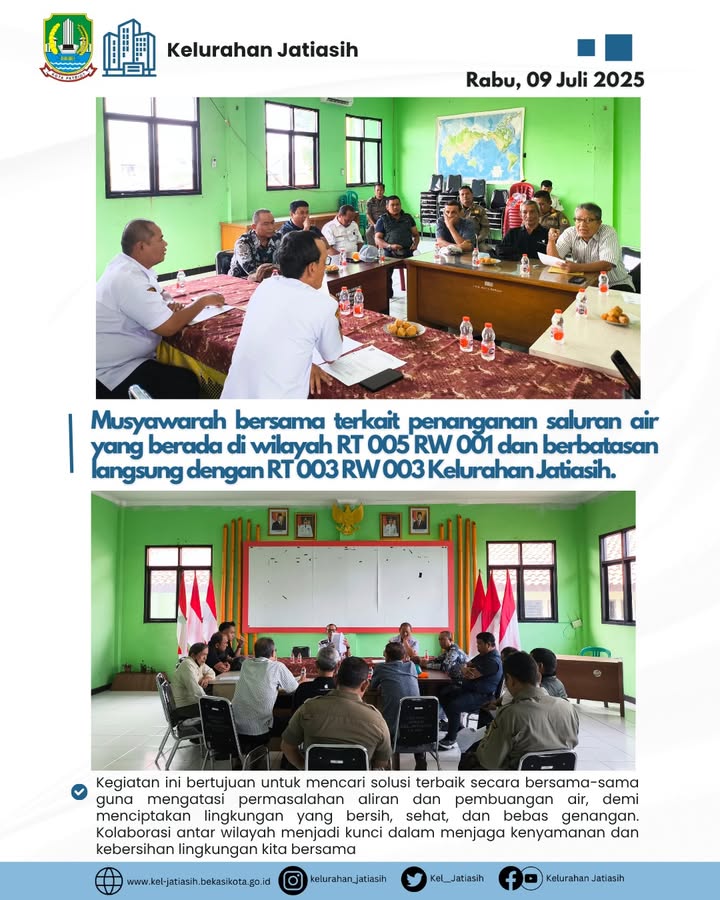 KOTA PATRIOT
Kelurahan Jatiasih
Rabu, 09 Juli 2025
Musyawarah bersama terkait penanganan saluran air
yang berada di wilayah RT 005 RW 001 dan berbatasan
langsung dengan RT 003 RW 003 Kelurahan Jatiasih.
Kegiatan ini bertujuan untuk mencari solusi terbaik secara bersama-sama
guna mengatasi permasalahan aliran dan pembuangan air, demi
menciptakan lingkungan yang bersih, sehat, dan bebas genangan.
Kolaborasi antar wilayah menjadi kunci dalam menjaga kenyamanan dan
kebersihan lingkungan kita bersama
www.kel-jatiasih.bekasikota.go.id
kelurahan_jatiasih
Kel__Jatiasih
Kelurahan Jatiasih